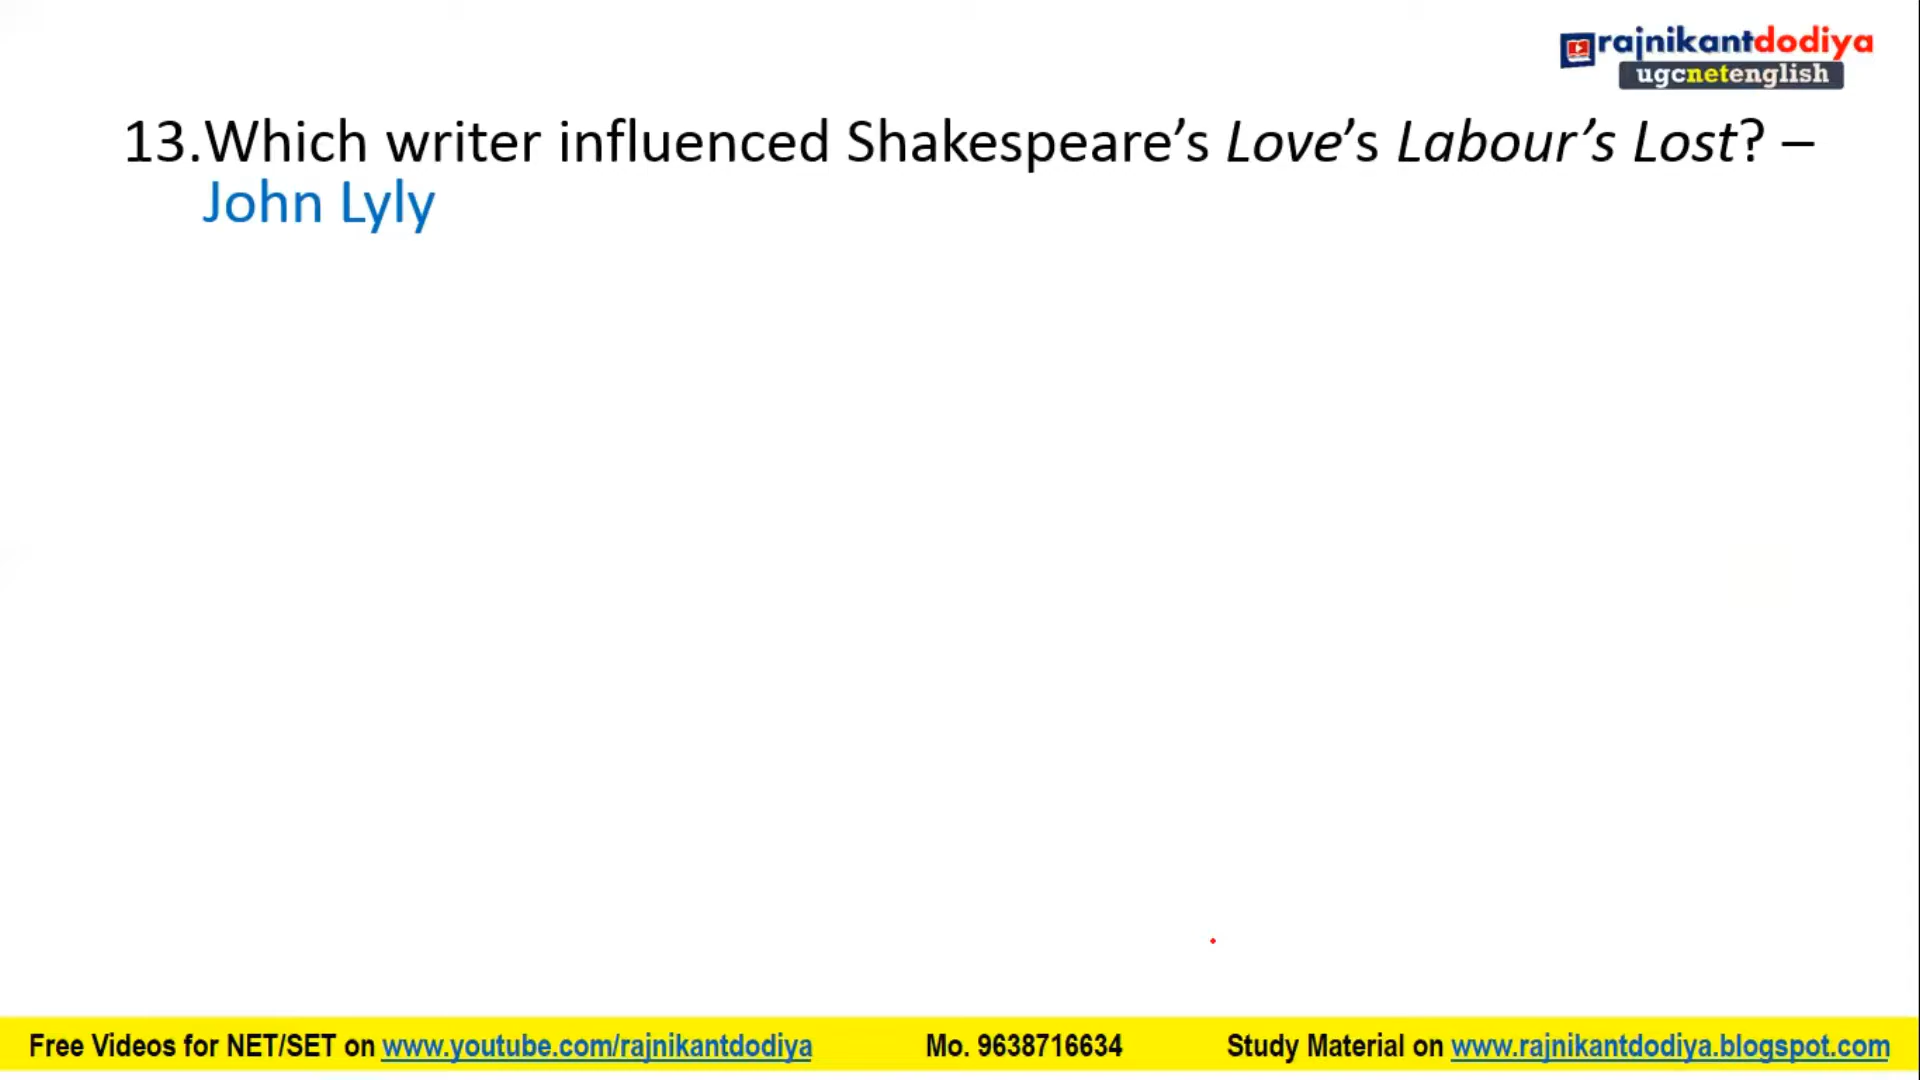 rajnikantdodiya
ugcnetenglish
13.Which writer influenced Shakespeare’s Love’s Labour’s Lost? –
John Lyly
Free Videos for NET/SET on www.youtube.com/rajnikantdodiya Mo. 9638716634 Study Material on www.rajnikantdodiya.blogspot.com